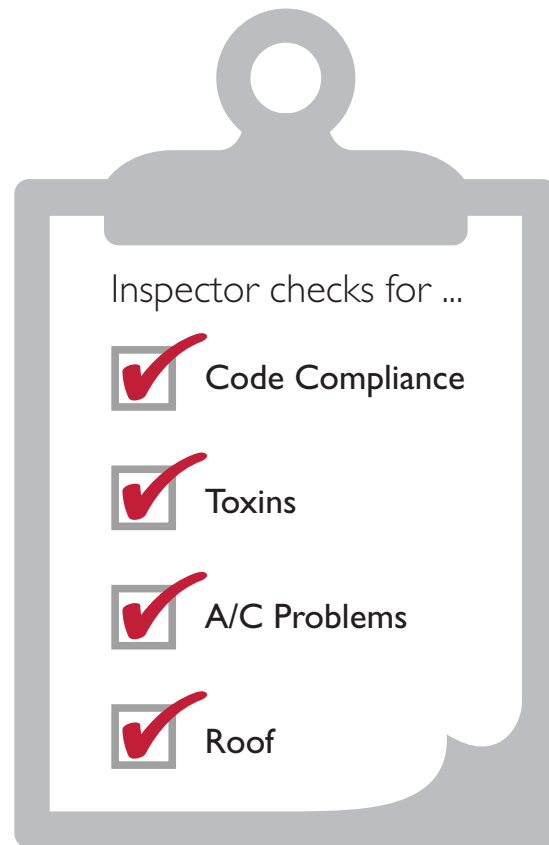 Inspector checks for ...
Code Compliance
Toxins
A/C Problems
Roof